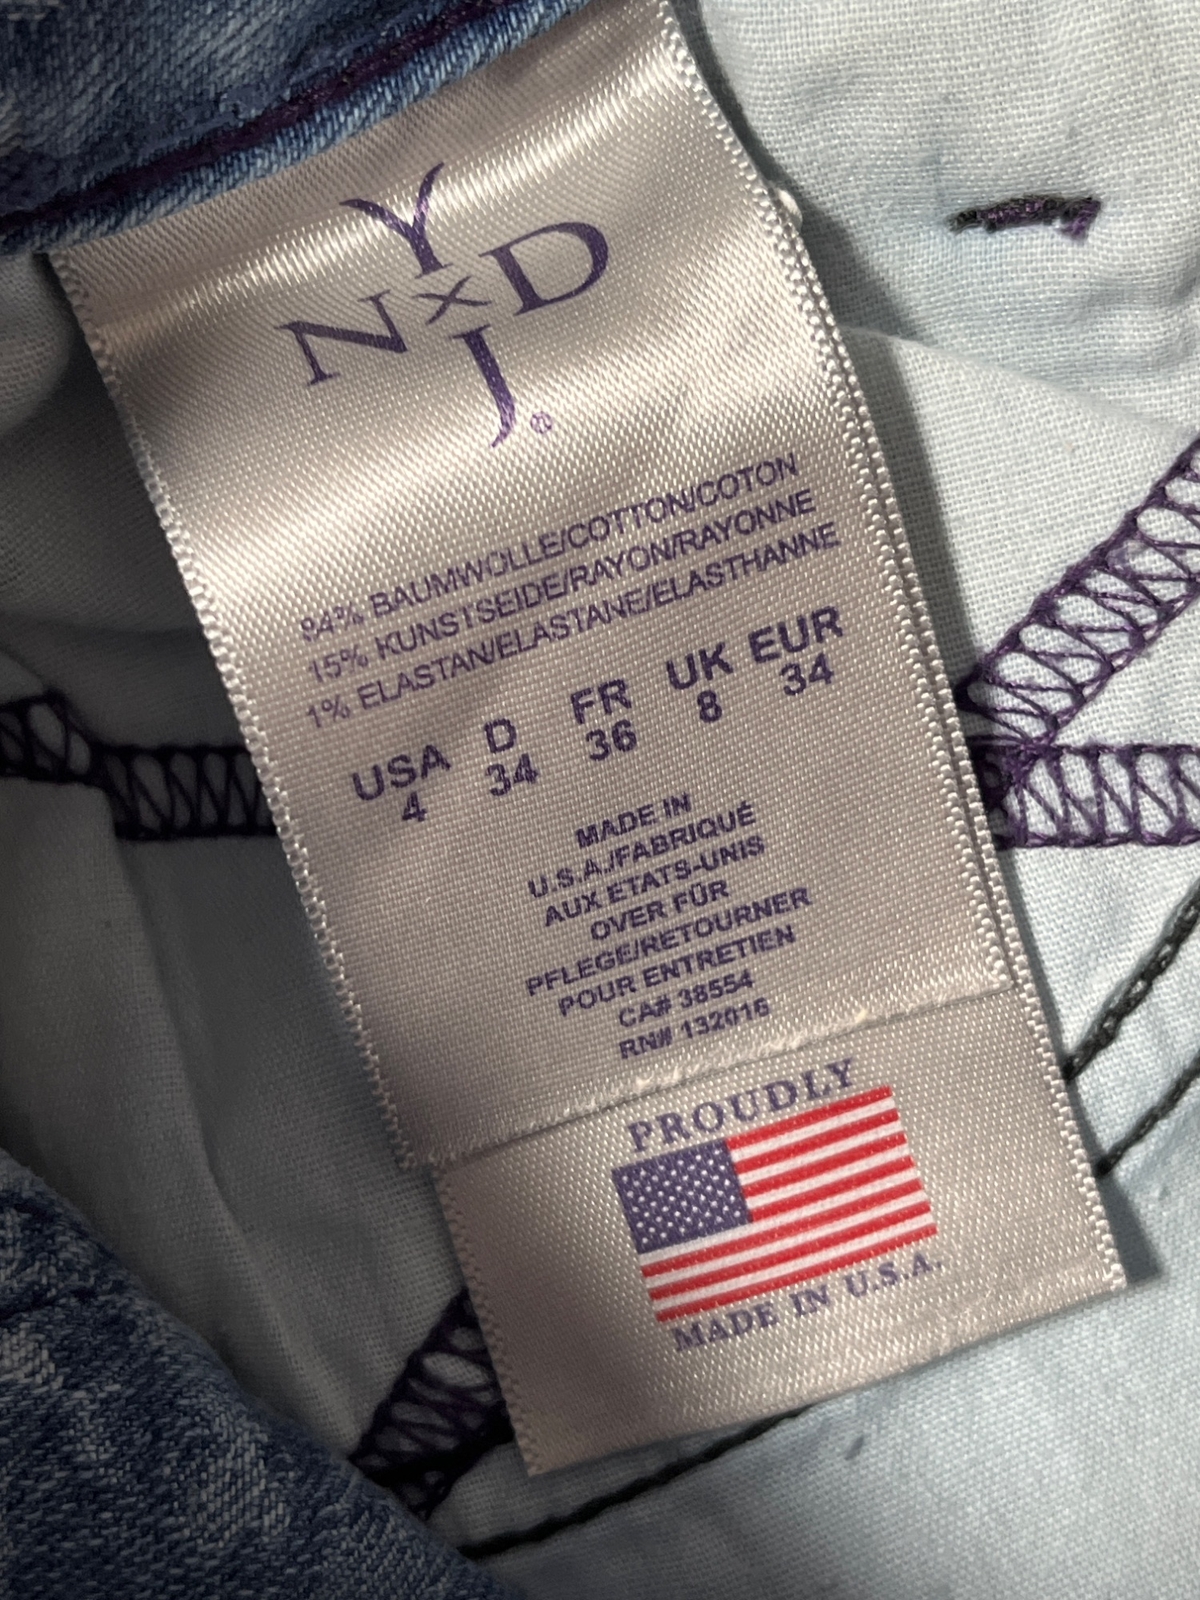 Y
N×D
J®
84% BAUMWOLLE/COTTON/COTON
15% KUNSTSEIDE/RAYON/RAYONNE
1% ELASTAN/ELASTANE/ELASTHANNE
USA D FR UK EUR
4 34 36 8 34
MADE IN
U.S.A./FABRIQUÉ
AUX ETATS-UNIS
OVER FÜR
PFLEGE/RETOURNER
POUR ENTRETIEN
CA# 38554
RN# 132016
PROUDLY
MADE IN U.S.A.